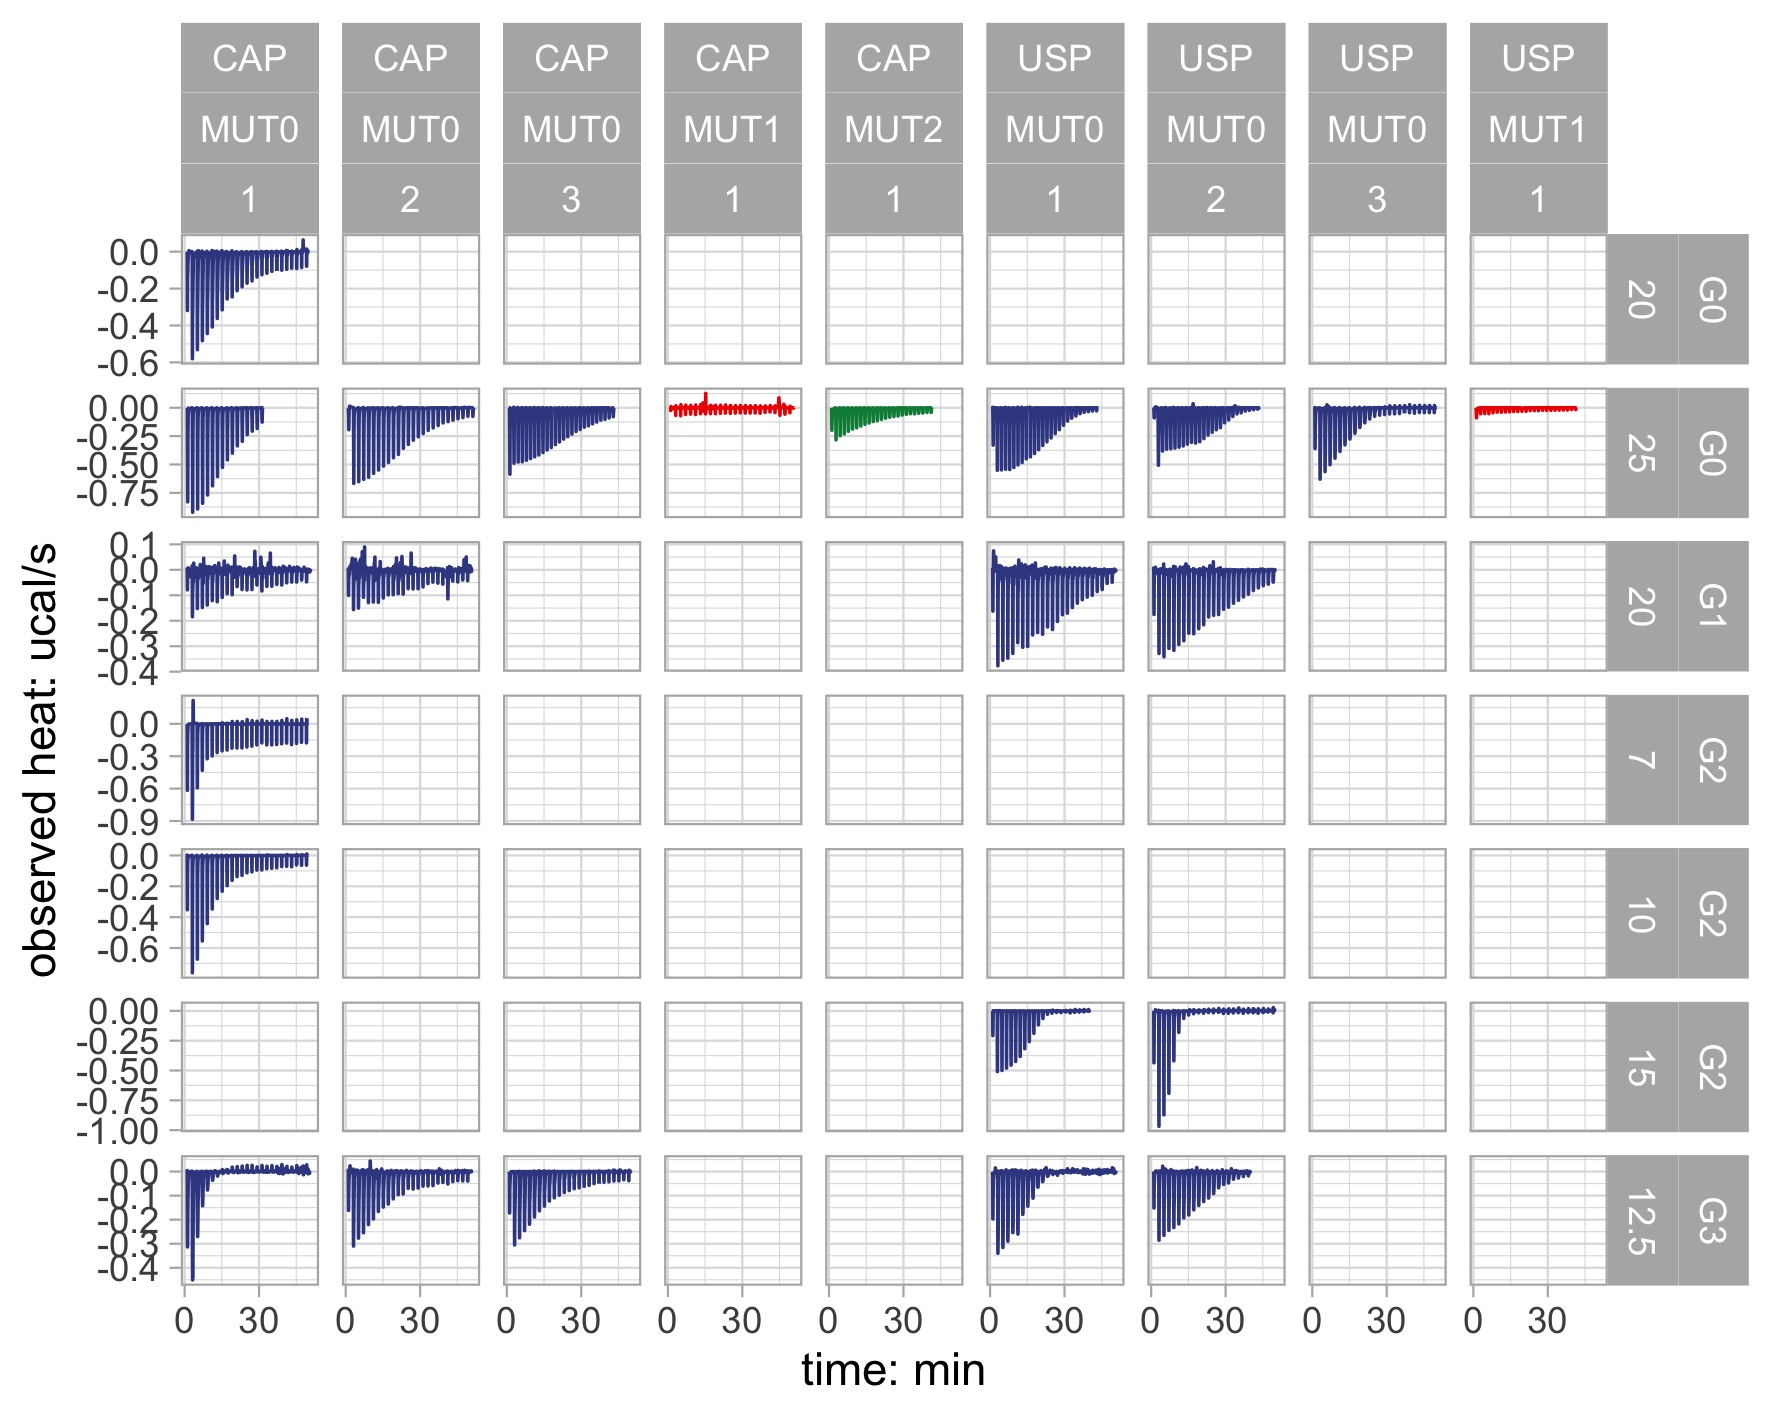 CAP CAP CAP CAP CAP USP USP USP USP
MUT0 MUT0 MUT0 MUT1 MUT2 MUT0 MUT0 MUT0 MUT1
1 2 3 1 1 1 2 3 1
0.0
-0.2
-0.4
-0.6
20 G0
0.00
-0.25
-0.50
-0.75
25 G0
0.1
0.0
-0.1
-0.2
-0.3
-0.4
20 G1
0.0
-0.3
-0.6
-0.9
7 G2
0.0
-0.2
-0.4
-0.6
10 G2
0.00
-0.25
-0.50
-0.75
-1.00
15 G2
0.0
-0.1
-0.2
-0.3
-0.4
12.5 G3
0 30 0 30 0 30 0 30 0 30 0 30 0 30 0 30 0 30
time: min
observed heat: ucal/s